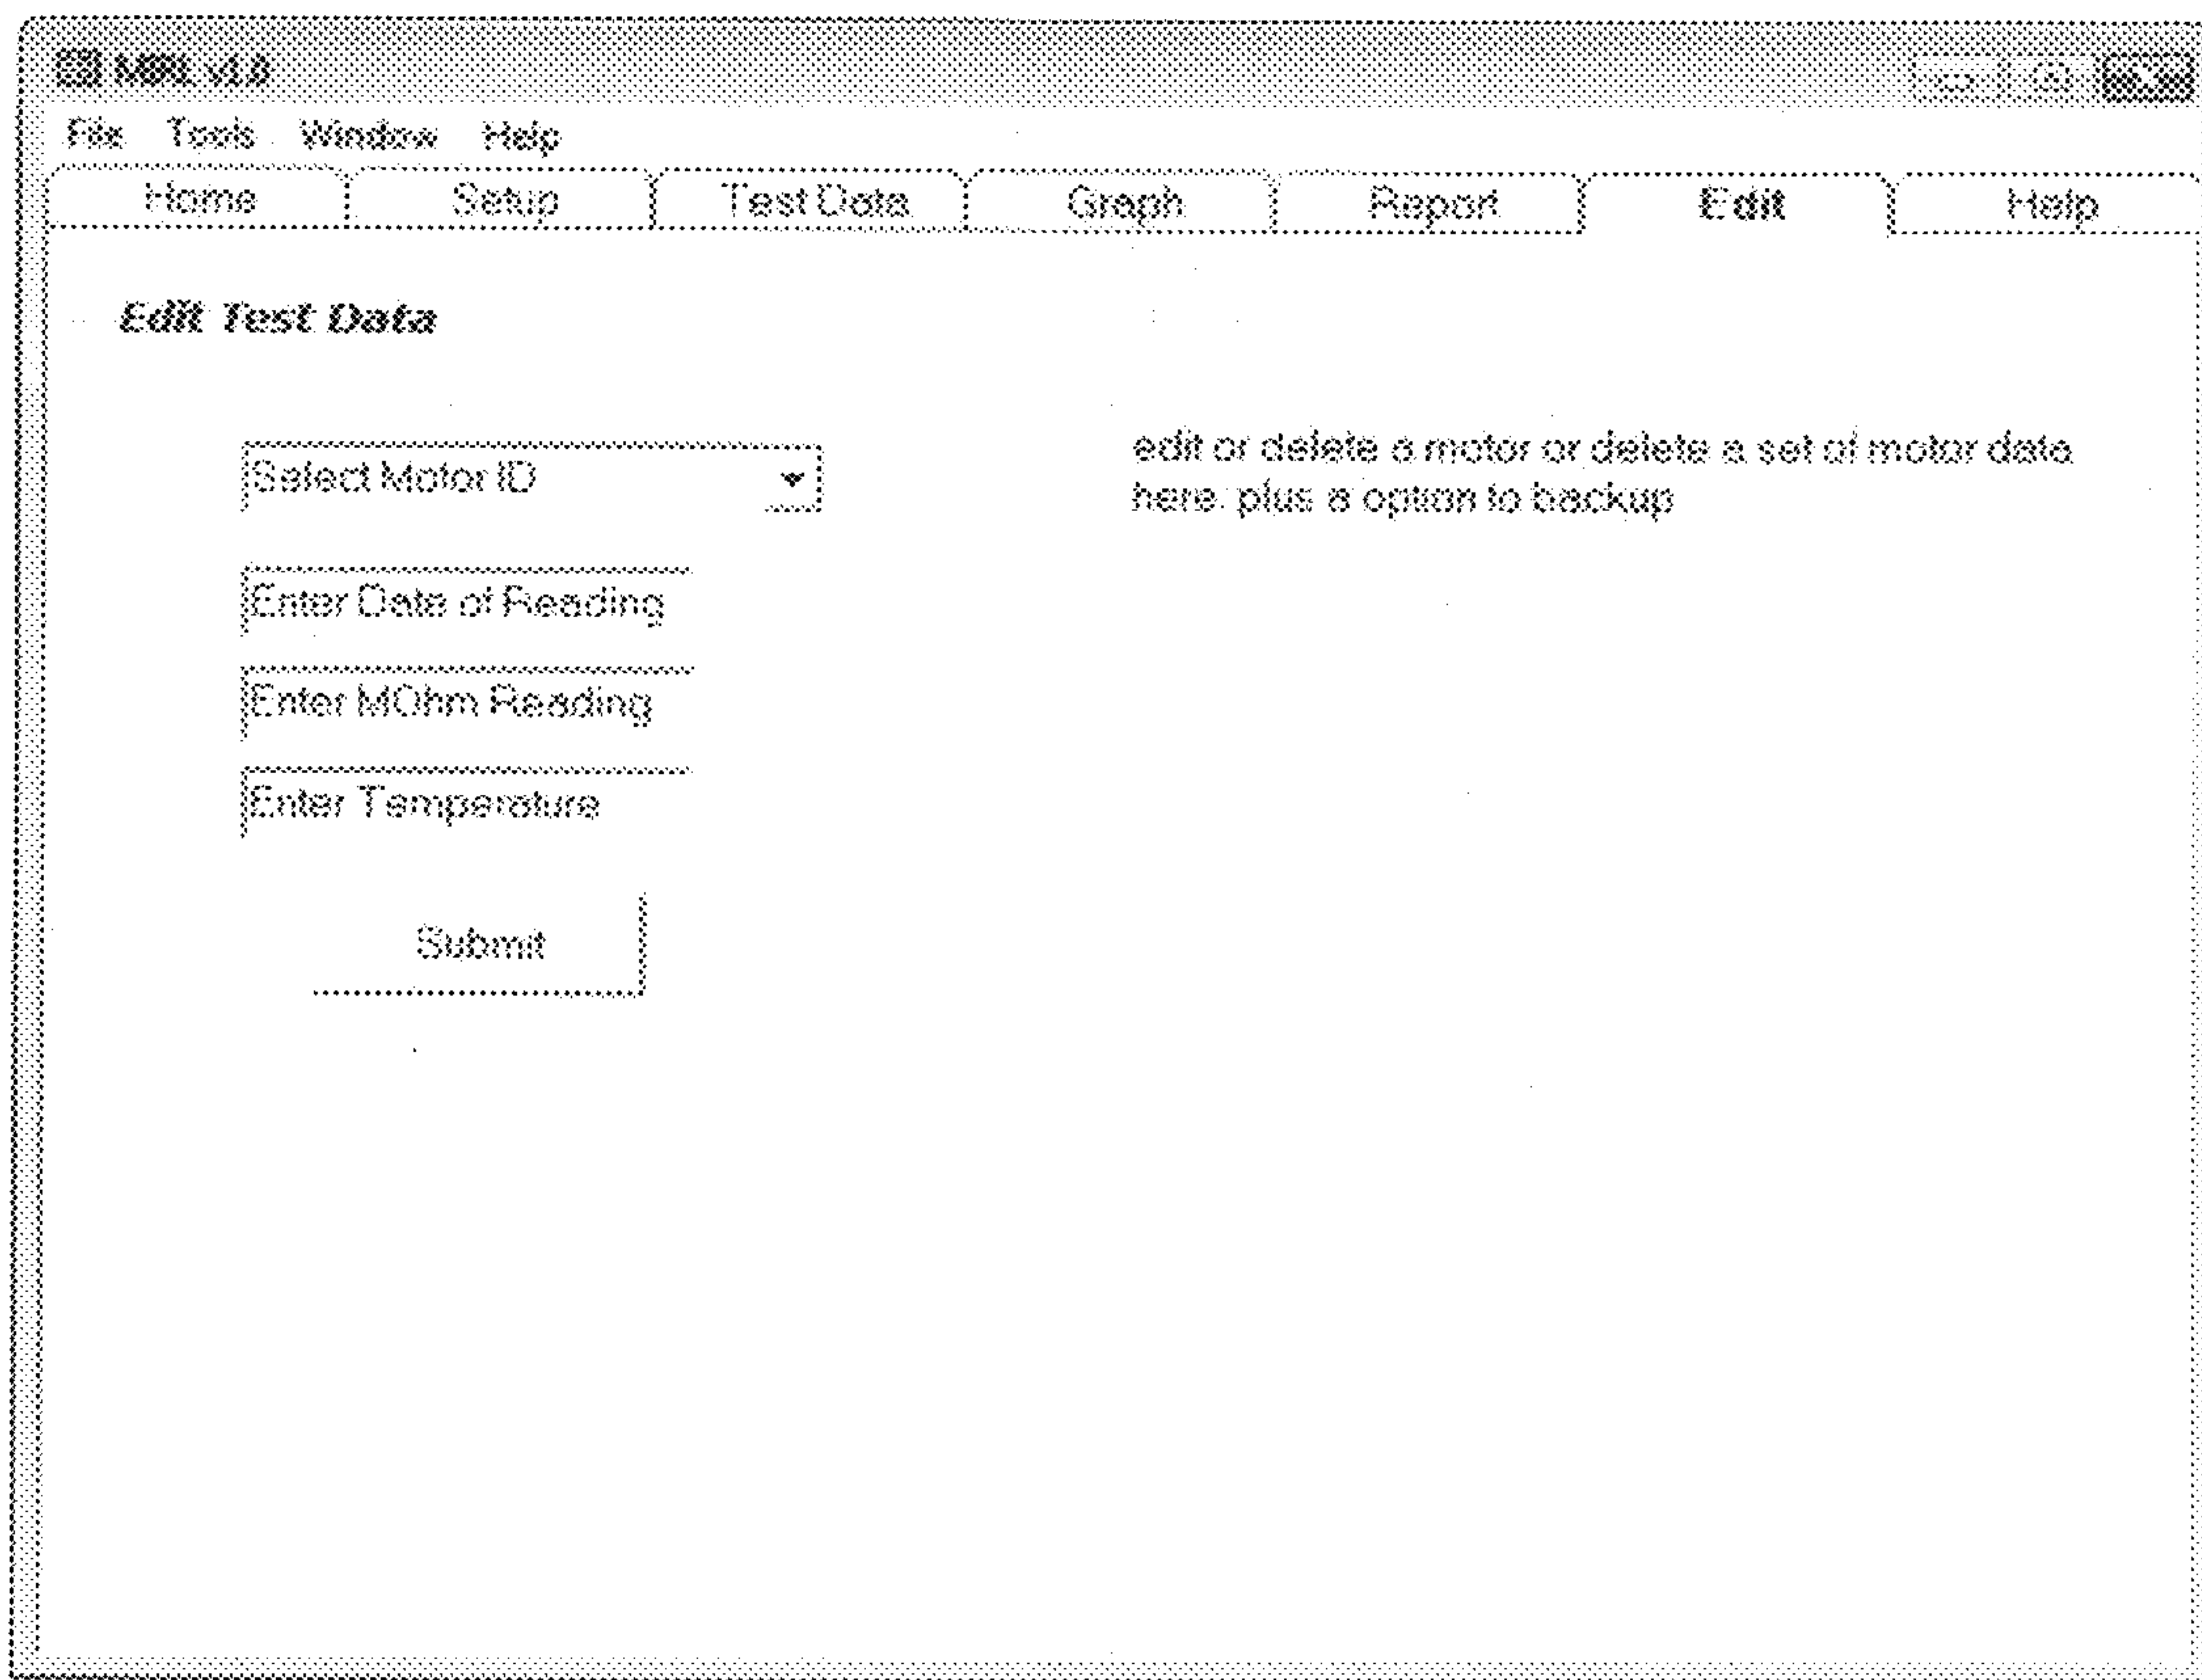 v1.0
File Tools Window Help
Home Setup Test Data Graph Report Edit Help
Edit Test Data
Select Motor ID
edit or delete a motor or delete a set of motor data
here. plus a option to backup
Enter Date of Reading
Enter MOhm Reading
Enter Temperature
Submit